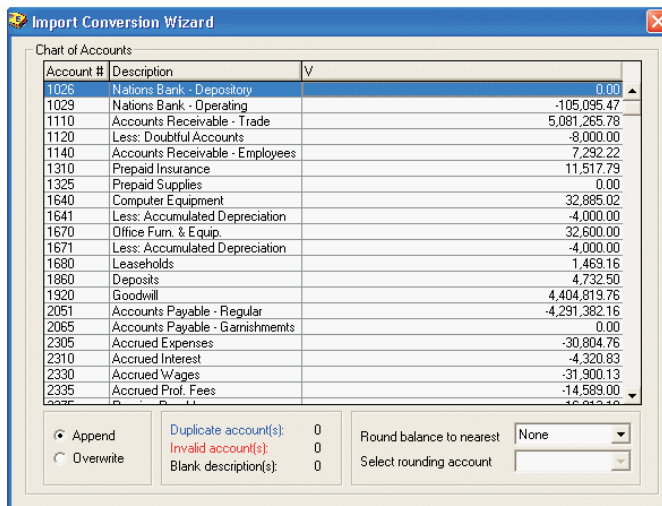 Import Conversion Wizard
Chart of Accounts
Account # Description V
1026 Nations Bank - Depository 0.00
1029 Nations Bank - Operating -105,095.47
1110 Accounts Receivable - Trade 5,081,265.78
1120 Less: Doubtful Accounts -8,000.00
1140 Accounts Receivable - Employees 7,292.22
1310 Prepaid Insurance 11,517.79
1325 Prepaid Supplies 0.00
1640 Computer Equipment 32,885.02
1641 Less: Accumulated Depreciation -4,000.00
1670 Office Furn. & Equip. 32,600.00
1671 Less: Accumulated Depreciation -4,000.00
1680 Leaseholds 1,469.16
1860 Deposits 4,732.50
1920 Goodwill 4,404,819.76
2051 Accounts Payable - Regular -4,291,382.16
2065 Accounts Payable - Garnishmemts 0.00
2305 Accrued Expenses -30,804.76
2310 Accrued Interest -4,320.83
2330 Accrued Wages -31,900.13
2335 Accrued Prof. Fees -14,589.00
Append
Overwrite
Duplicate account(s): 0
Invalid account(s): 0
Blank description(s): 0
Round balance to nearest None
Select rounding account